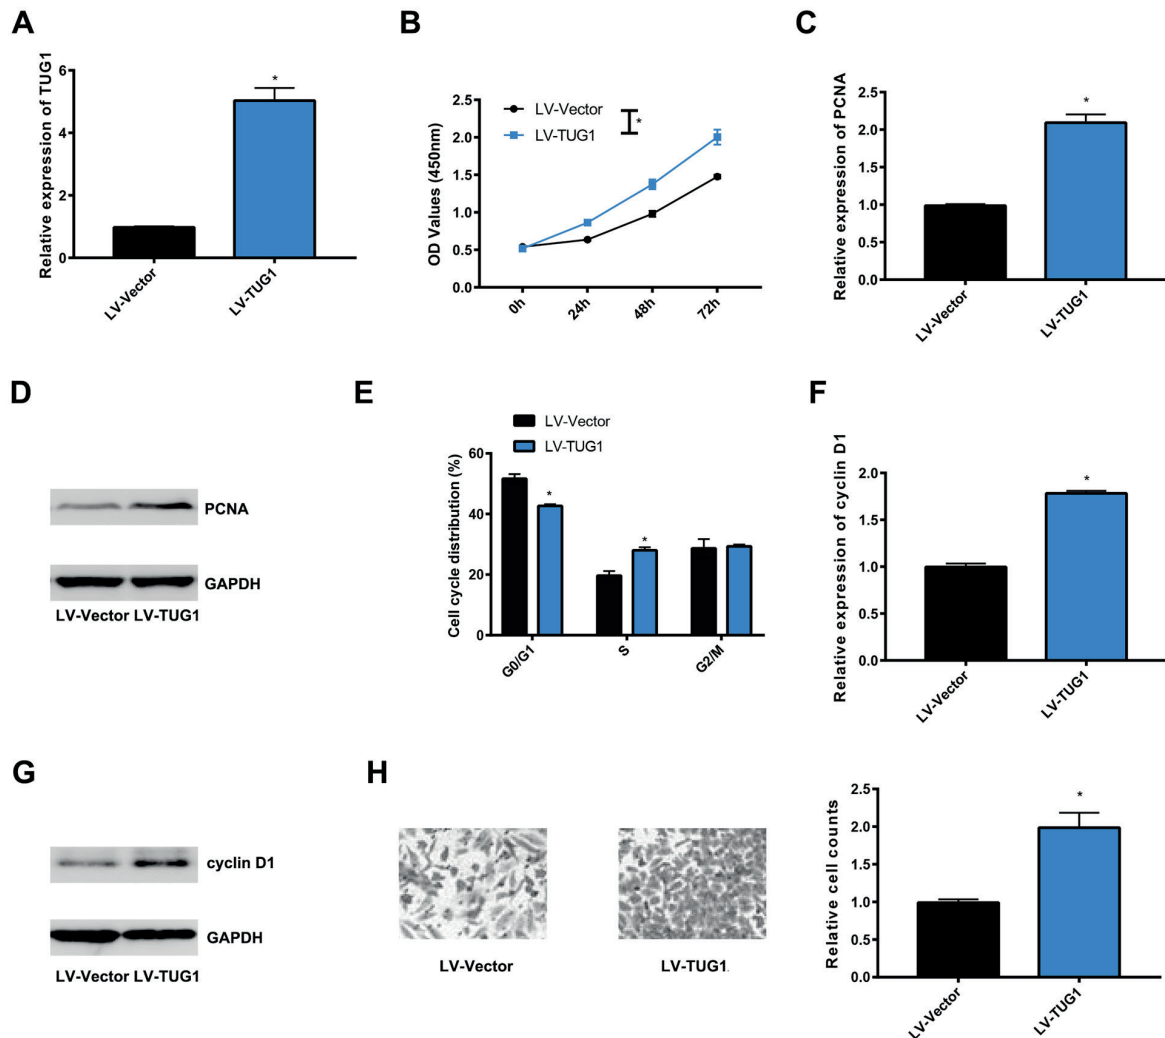 A
Relative expression of TUG1
6
4
2
0
*
LV-Vector
LV-TUG1
B
OD Values (450nm)
2.5
2.0
1.5
1.0
0.5
0.0
LV-Vector
LV-TUG1
*
0h
24h
48h
72h
C
Relative expression of PCNA
2.5
2.0
1.5
1.0
0.5
0.0
*
LV-Vector
LV-TUG1
D
PCNA
GAPDH
LV-Vector LV-TUG1
E
LV-Vector
LV-TUG1
Cell cycle distribution (%)
60
40
20
0
*
*
G0/G1
S
G2/M
F
Relative expression of cyclin D1
2.0
1.5
1.0
0.5
0.0
*
LV-Vector
LV-TUG1
G
cyclin D1
GAPDH
LV-Vector LV-TUG1
H
LV-Vector
LV-TUG1
Relative cell counts
2.5
2.0
1.5
1.0
0.5
0.0
*
LV-Vector
LV-TUG1